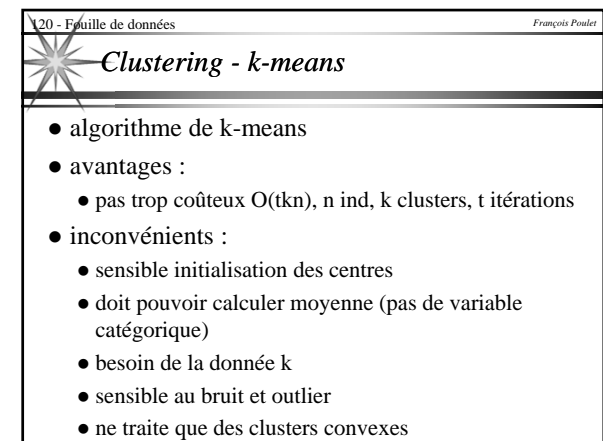 120 - Fouille de données
François Poulet
Clustering - k-means
● algorithme de k-means
● avantages :
● pas trop coûteux O(tkn), n ind, k clusters, t itérations
● inconvénients :
● sensible initialisation des centres
● doit pouvoir calculer moyenne (pas de variable
catégorique)
● besoin de la donnée k
● sensible au bruit et outlier
● ne traite que des clusters convexes